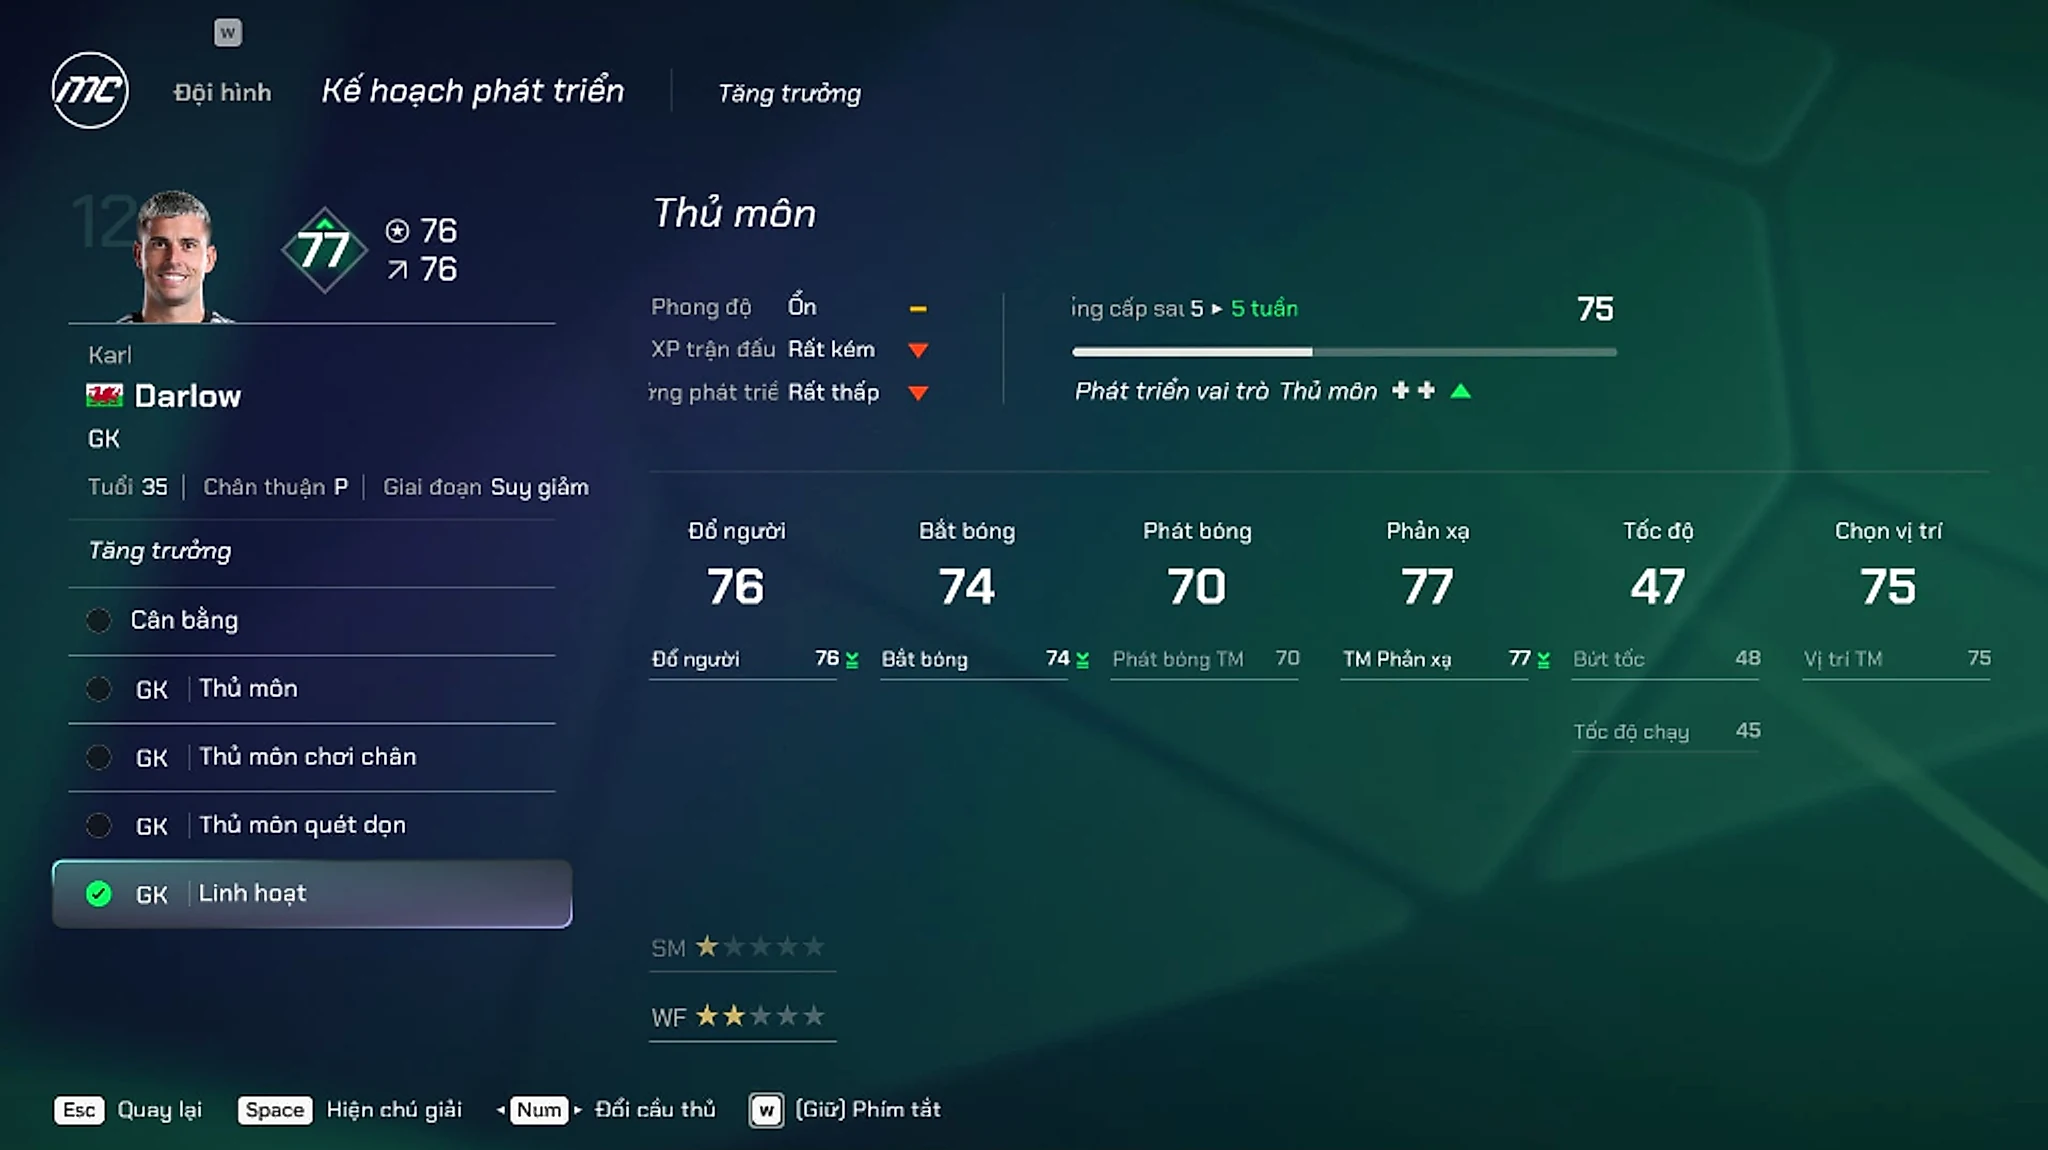 W
MC Đội hình Kế hoạch phát triển Tăng trưởng
12
77 76
76
Karl
Darlow
GK
Tuổi 35 Chân thuận P Giai đoạn Suy giảm
Tăng trưởng
Cân bằng
GK Thủ môn
GK Thủ môn chơi chân
GK Thủ môn quét dọn
GK Linh hoạt
Thủ môn
Phong độ Ổn
XP trận đấu Rất kém
Rất thấp
cấp sau 5 ▸ 5 tuần 75
Phát triển vai trò Thủ môn ++
Đổ người Bắt bóng Phát bóng Phản xạ Tốc độ Chọn vị trí
76 74 70 77 47 75
Đổ người 76 Bắt bóng 74 Phát bóng TM 70 TM Phản xạ 77 Bứt tốc 48 Vị trí TM 75
Tốc độ chạy 45
SM ★★★★★
WF ★★★★★
Esc Quay lại Space Hiện chú giải ◂ Num ▸ Đổi cầu thủ W (Giữ) Phím tắt